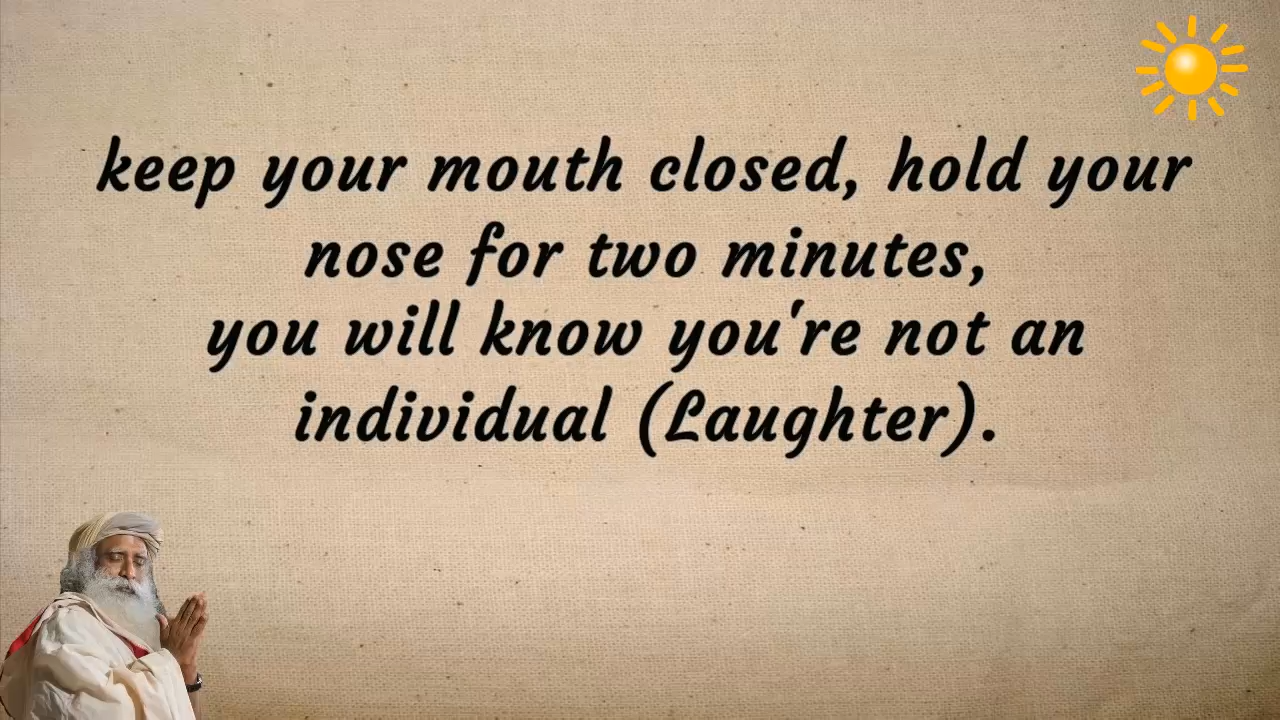 keep your mouth closed, hold your
nose for two minutes,
you will know you're not an
individual (Laughter).